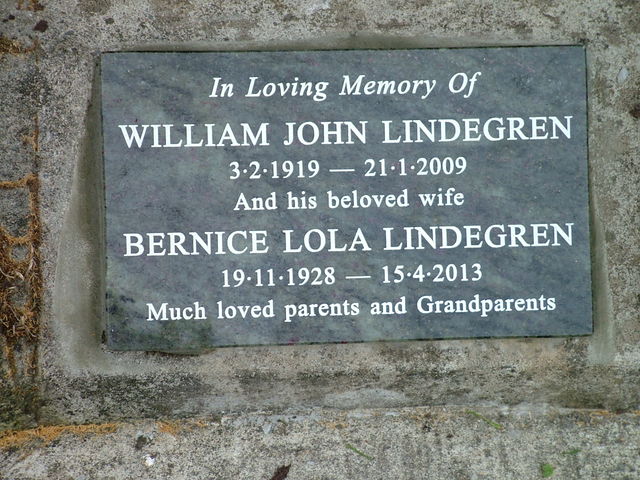 In Loving Memory Of
WILLIAM JOHN LINDEGREN
3·2·1919 — 21·1·2009
And his beloved wife
BERNICE LOLA LINDEGREN
19·11·1928 — 15·4·2013
Much loved parents and Grandparents